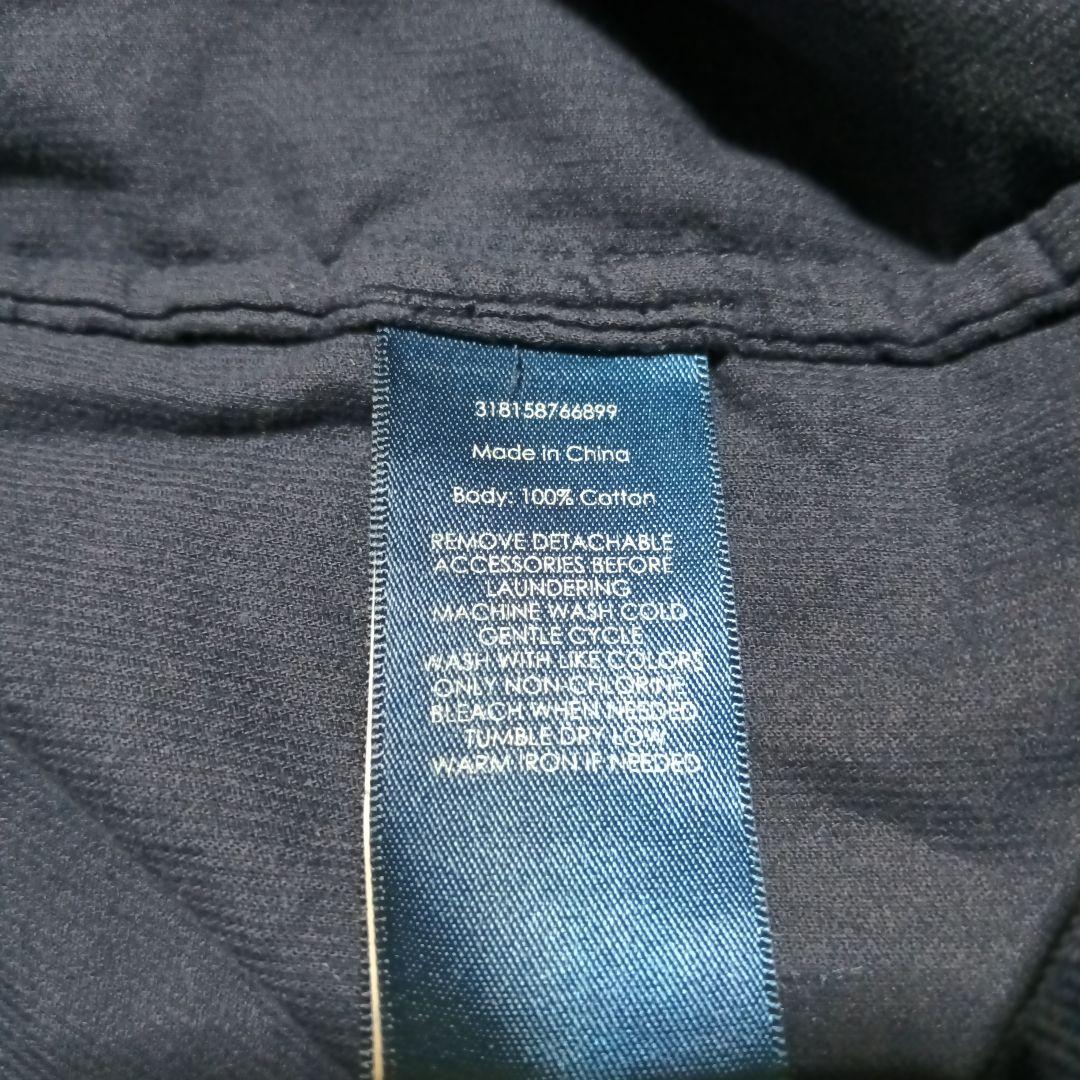 318158766899
Made in China
Body: 100% Cotton
REMOVE DETACHABLE
ACCESSORIES BEFORE
LAUNDERING
MACHINE WASH COLD
GENTLE CYCLE
WASH WITH LIKE COLORS
ONLY NON-CHLORINE
BLEACH WHEN NEEDED
TUMBLE DRY LOW
WARM IRON IF NEEDED